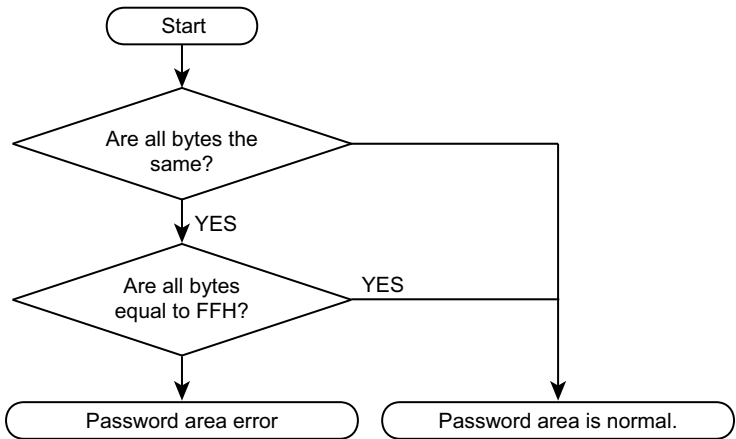 Start
Are all bytes the
same?
YES
Are all bytes
equal to FFH?
YES
Password area error
Password area is normal.